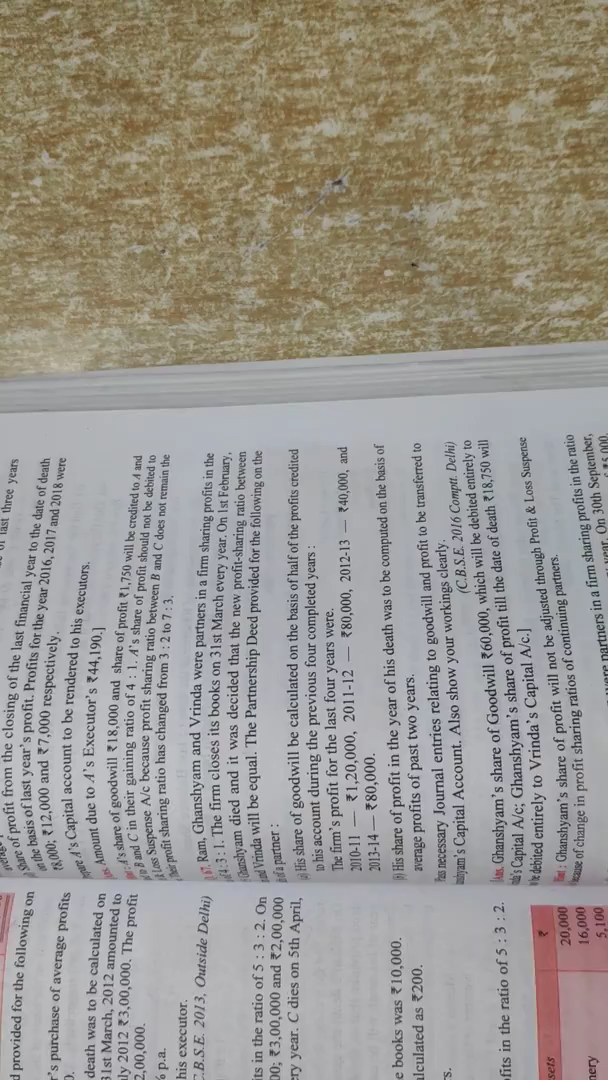 last three years
Share of profit from the closing of the last financial year to the date of death
on the basis of last year's profit. Profits for the year 2016, 2017 and 2018 were
₹8,000; ₹12,000 and ₹7,000 respectively.
A's Capital account to be rendered to his executors.
Amount due to A's Executor's ₹44,190.]
A's share of goodwill ₹18,000 and share of profit ₹1,750 will be credited to A and
to B and C in their gaining ratio of 4 : 1. A's share of profit should not be debited to
& Loss Suspense A/c because profit sharing ratio between B and C does not remain the
their profit sharing ratio has changed from 3 : 2 to 7 : 3.
67. Ram, Ghanshyam and Vrinda were partners in a firm sharing profits in the
of 4 : 3 : 1. The firm closes its books on 31st March every year. On 1st February,
Ghanshyam died and it was decided that the new profit-sharing ratio between
and Vrinda will be equal. The Partnership Deed provided for the following on the
of a partner :
(a) His share of goodwill be calculated on the basis of half of the profits credited
to his account during the previous four completed years :
The firm's profit for the last four years were.
2010-11 — ₹1,20,000, 2011-12 — ₹80,000, 2012-13 — ₹40,000, and
2013-14 — ₹80,000.
(b) His share of profit in the year of his death was to be computed on the basis of
average profits of past two years.
Pass necessary Journal entries relating to goodwill and profit to be transferred to
Capital Account. Also show your workings clearly.
(C.B.S.E. 2016 Comptt. Delhi)
[Ans. Ghanshyam's share of Goodwill ₹60,000, which will be debited entirely to
Capital A/c; Ghanshyam's share of profit till the date of death ₹18,750 will
be debited entirely to Vrinda's Capital A/c.]
Hint : Ghanshyam's share of profit will not be adjusted through Profit & Loss Suspense
because of change in profit sharing ratios of continuing partners.
were partners in a firm sharing profits in the ratio
year. On 30th September,
₹5,000
d provided for the following on
r's purchase of average profits
death was to be calculated on
31st March, 2012 amounted to
ly 2012 ₹3,00,000. The profit
2,00,000.
% p.a.
his executor.
C.B.S.E. 2013, Outside Delhi)
its in the ratio of 5 : 3 : 2. On
00; ₹3,00,000 and ₹2,00,000
ery year. C dies on 5th April,
e books was ₹10,000.
lculated as ₹200.
rs.
fits in the ratio of 5 : 3 : 2.
sets ₹
20,000
16,000
nery 5,100